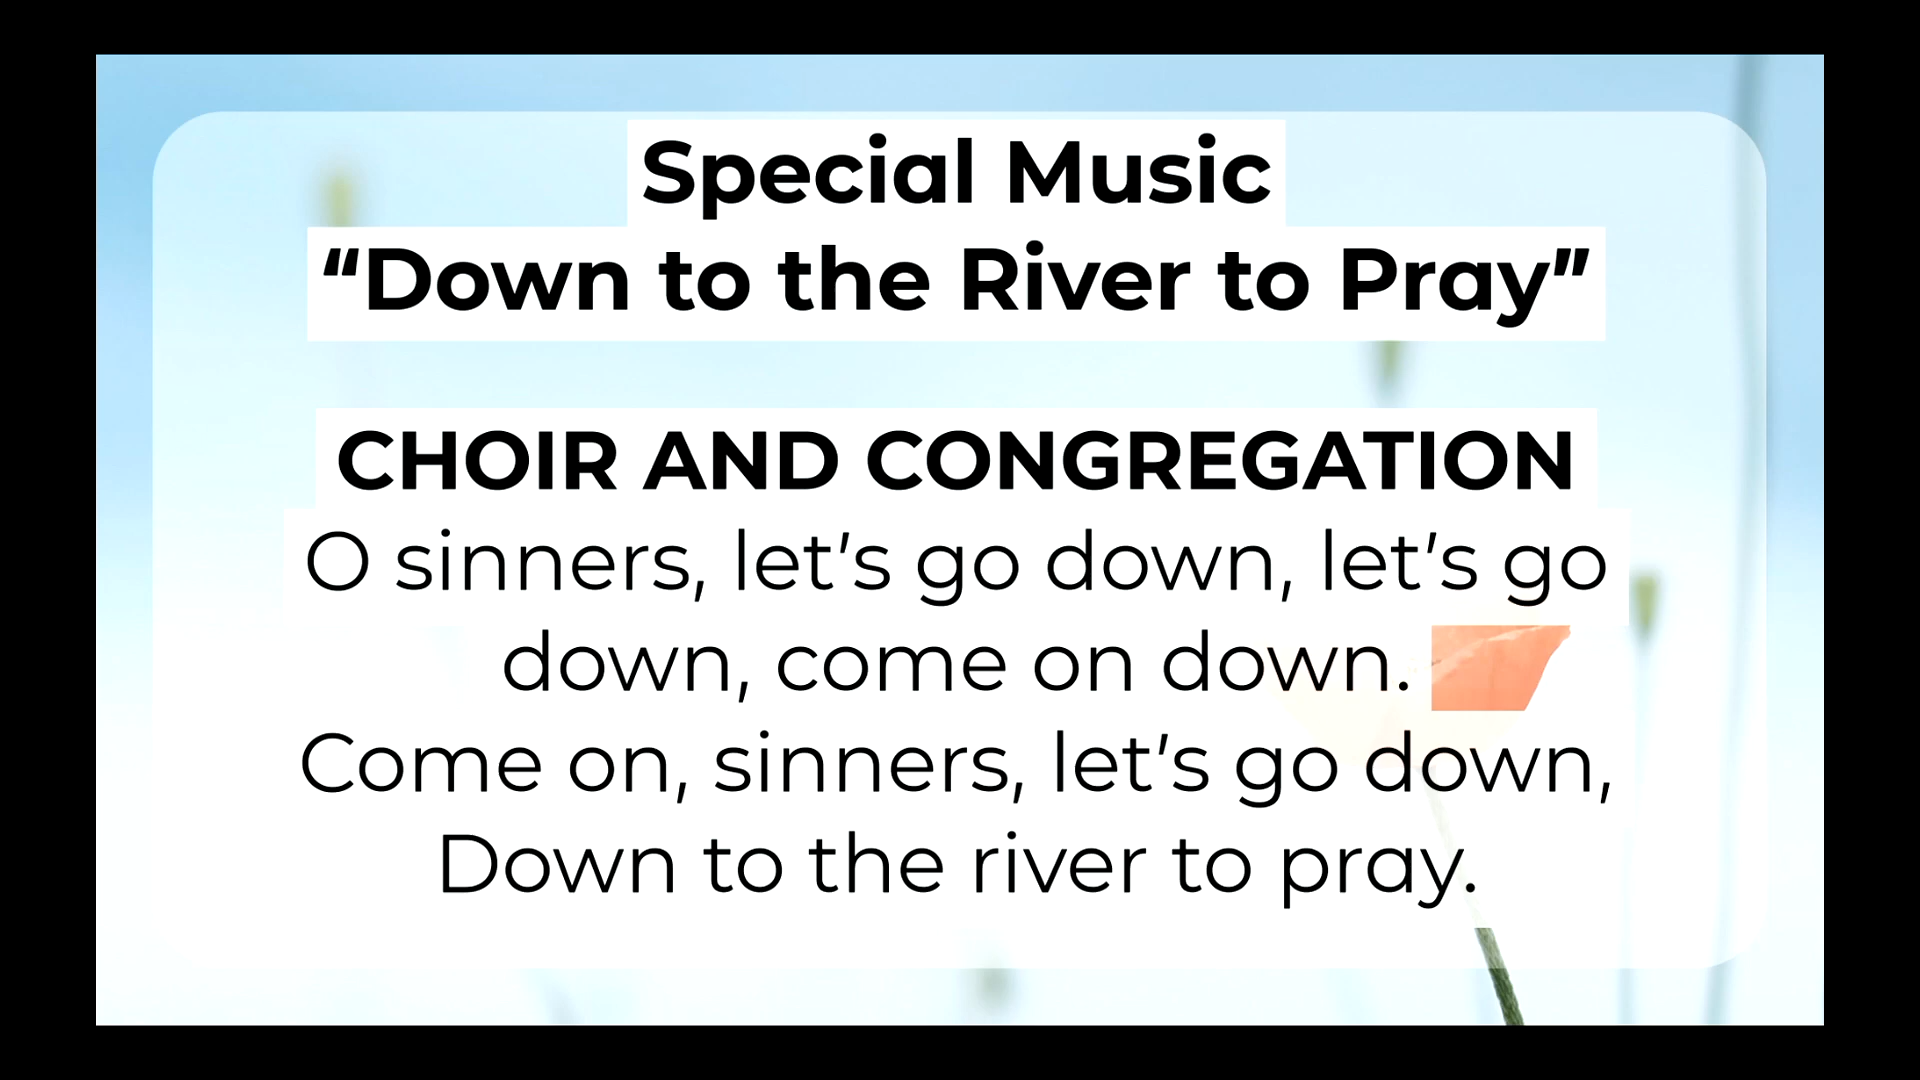 Special Music
“Down to the River to Pray”
CHOIR AND CONGREGATION
O sinners, let’s go down, let’s go
down, come on down.
Come on, sinners, let’s go down,
Down to the river to pray.